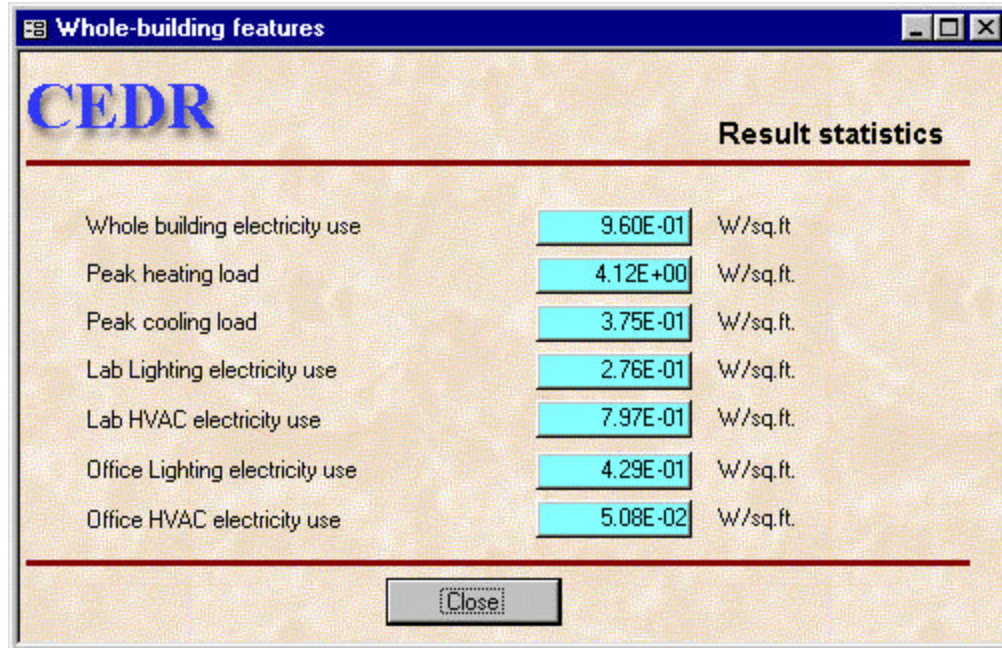 Whole-building features
CEDR
Result statistics
Whole building electricity use 9.60E-01 W/sq.ft
Peak heating load 4.12E+00 W/sq.ft.
Peak cooling load 3.75E-01 W/sq.ft.
Lab Lighting electricity use 2.76E-01 W/sq.ft.
Lab HVAC electricity use 7.97E-01 W/sq.ft.
Office Lighting electricity use 4.29E-01 W/sq.ft.
Office HVAC electricity use 5.08E-02 W/sq.ft.
Close